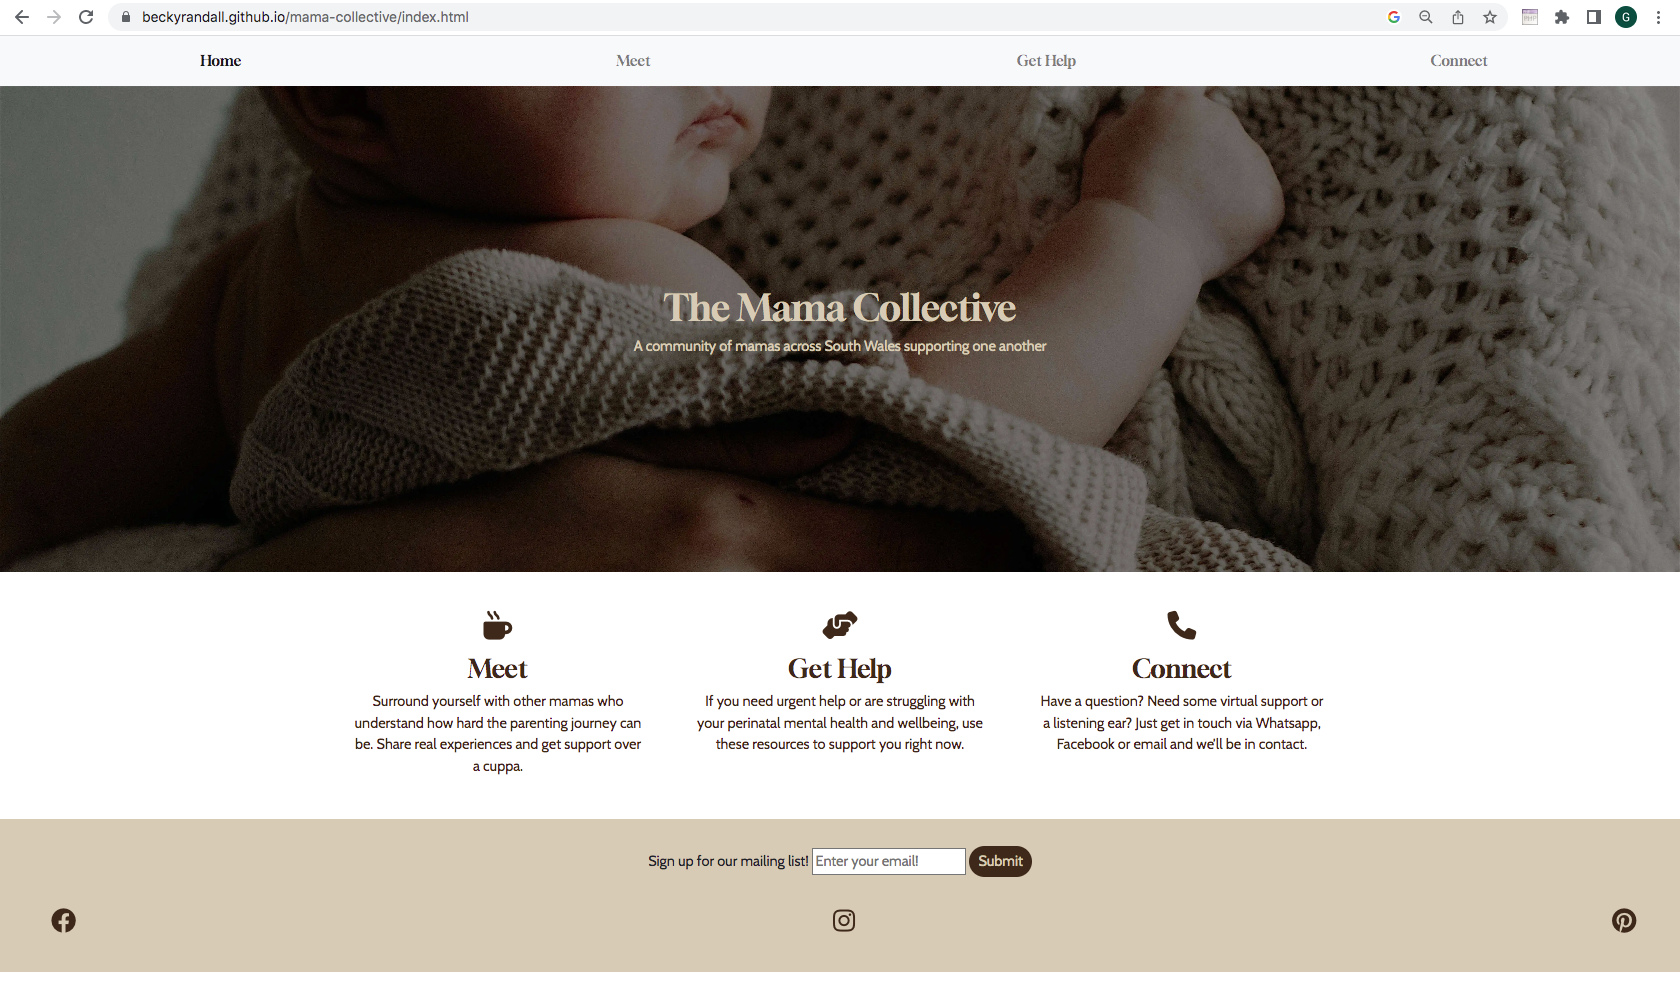 beckyrandall.github.io/mama-collective/index.html
G
Home Meet Get Help Connect
The Mama Collective
A community of mamas across South Wales supporting one another
Meet
Surround yourself with other mamas who
understand how hard the parenting journey can
be. Share real experiences and get support over
a cuppa.
Get Help
If you need urgent help or are struggling with
your perinatal mental health and wellbeing, use
these resources to support you right now.
Connect
Have a question? Need some virtual support or
a listening ear? Just get in touch via Whatsapp,
Facebook or email and we'll be in contact.
Sign up for our mailing list! Enter your email! Submit